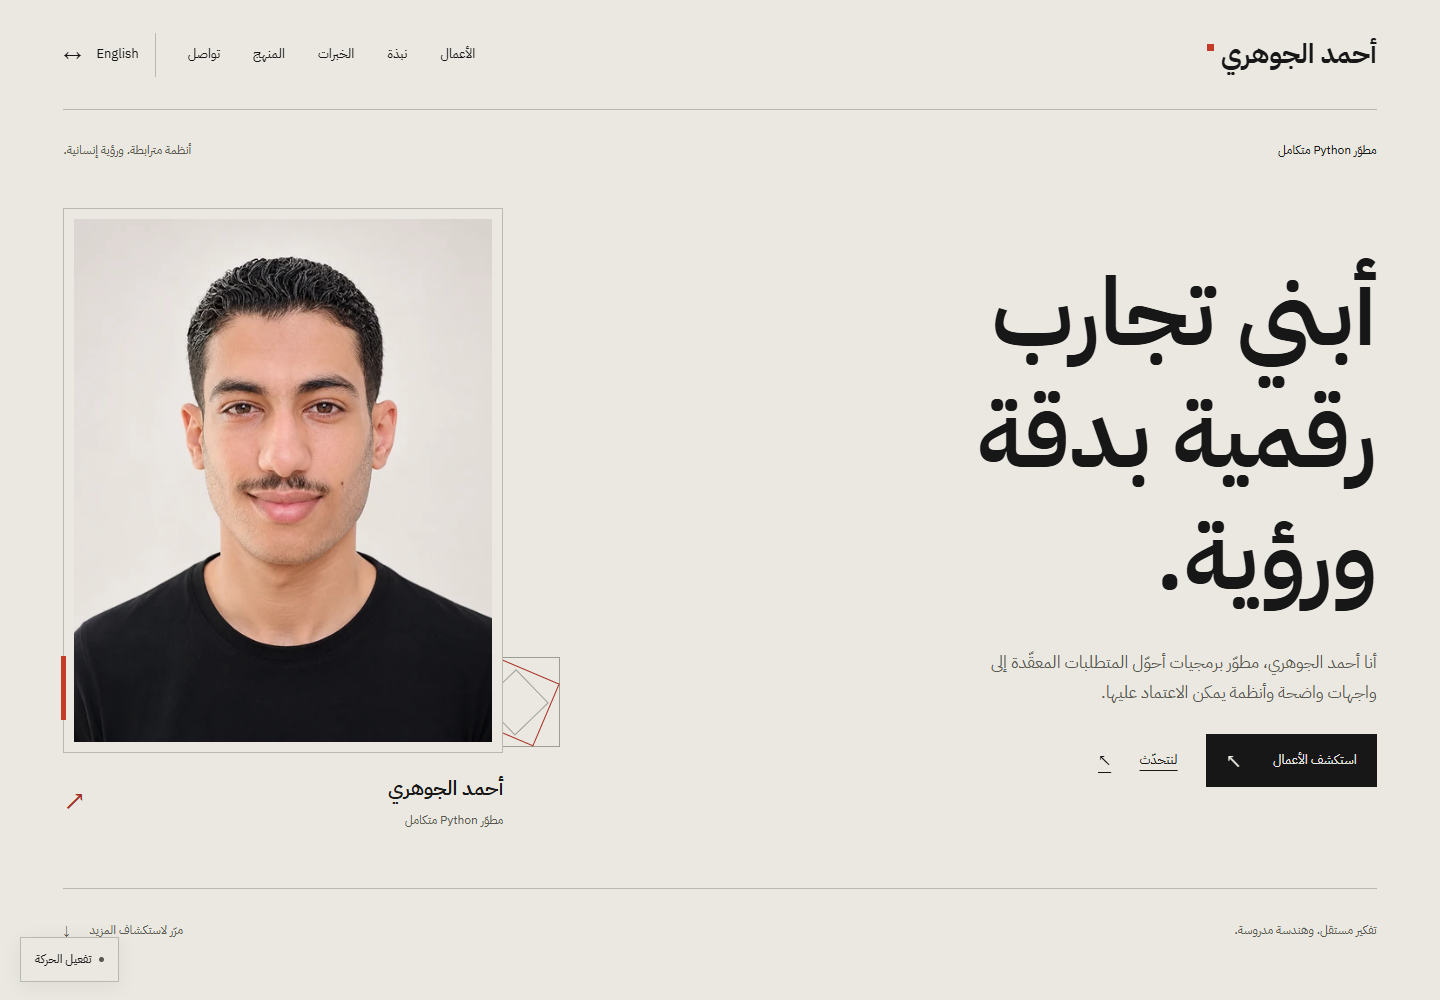 أحمد الجوهري
الأعمال
نبذة
الخبرات
المنهج
تواصل
English ↔
مطوّر Python متكامل
أنظمة مترابطة. ورؤية إنسانية.
أبني تجارب
رقمية بدقة
ورؤية.
أنا أحمد الجوهري، مطوّر برمجيات أحوّل المتطلبات المعقّدة إلى
واجهات واضحة وأنظمة يمكن الاعتماد عليها.
استكشف الأعمال ↖
لنتحدّث ↖
أحمد الجوهري
مطوّر Python متكامل
↗
تفكير مستقل. وهندسة مدروسة.
مرّر لاستكشاف المزيد ↓
تفعيل الحركة